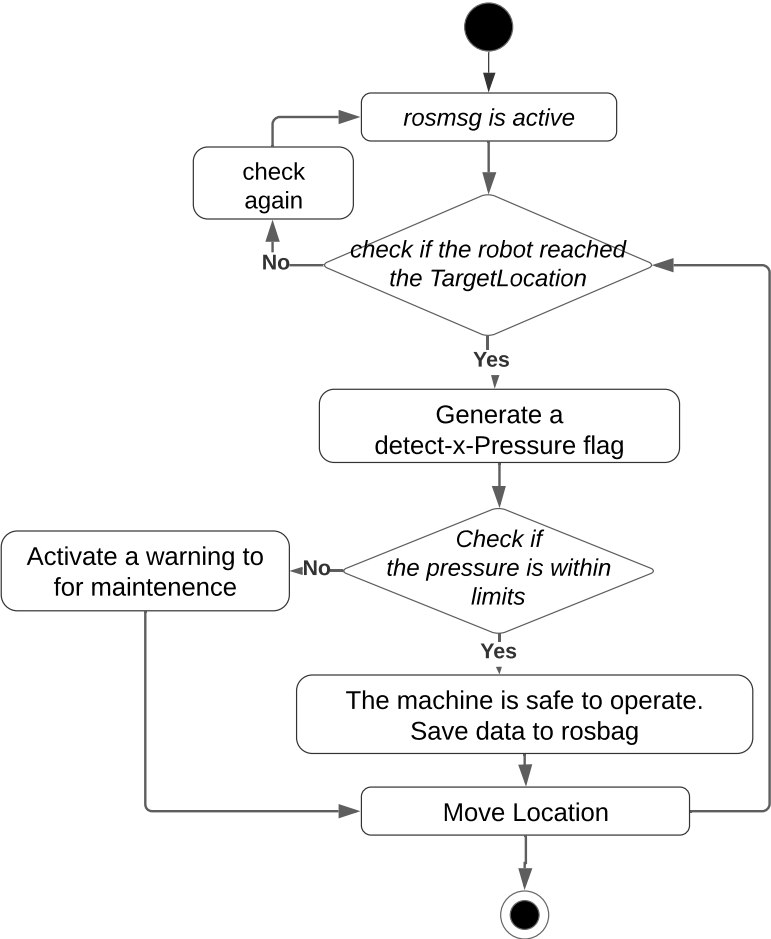 rosmsg is active
check
again
check if the robot reached
the TargetLocation
No
Yes
Generate a
detect-x-Pressure flag
Check if
the pressure is within
limits
No
Activate a warning to
for maintenence
Yes
The machine is safe to operate.
Save data to rosbag
Move Location